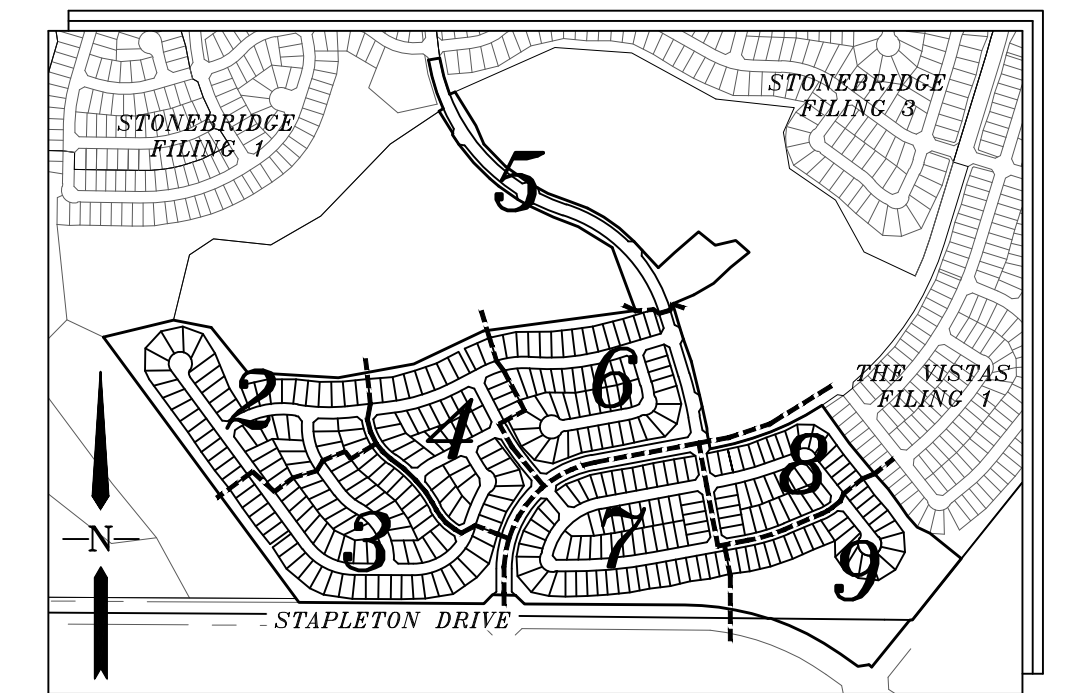 STONEBRIDGE
FILING 3
STONEBRIDGE
FILING 1
5
THE VISTAS
FILING 1
2
6
4
8
7
3
9
N
STAPLETON DRIVE